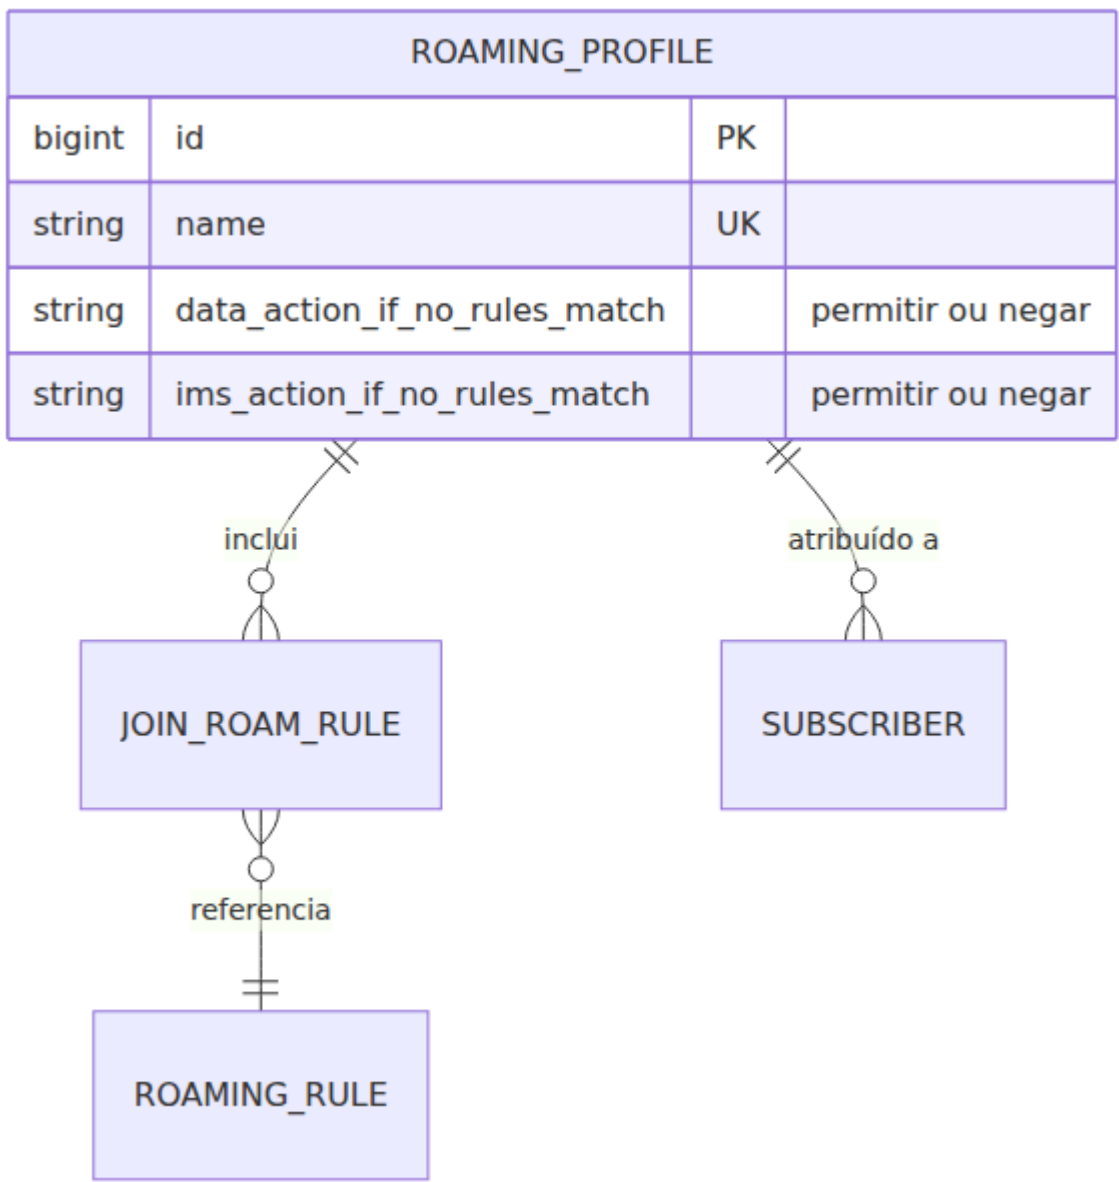 ROAMING_PROFILE
bigint id PK
string name UK
string data_action_if_no_rules_match permitir ou negar
string ims_action_if_no_rules_match permitir ou negar
inclui atribuído a
JOIN_ROAM_RULE SUBSCRIBER
referencia
ROAMING_RULE